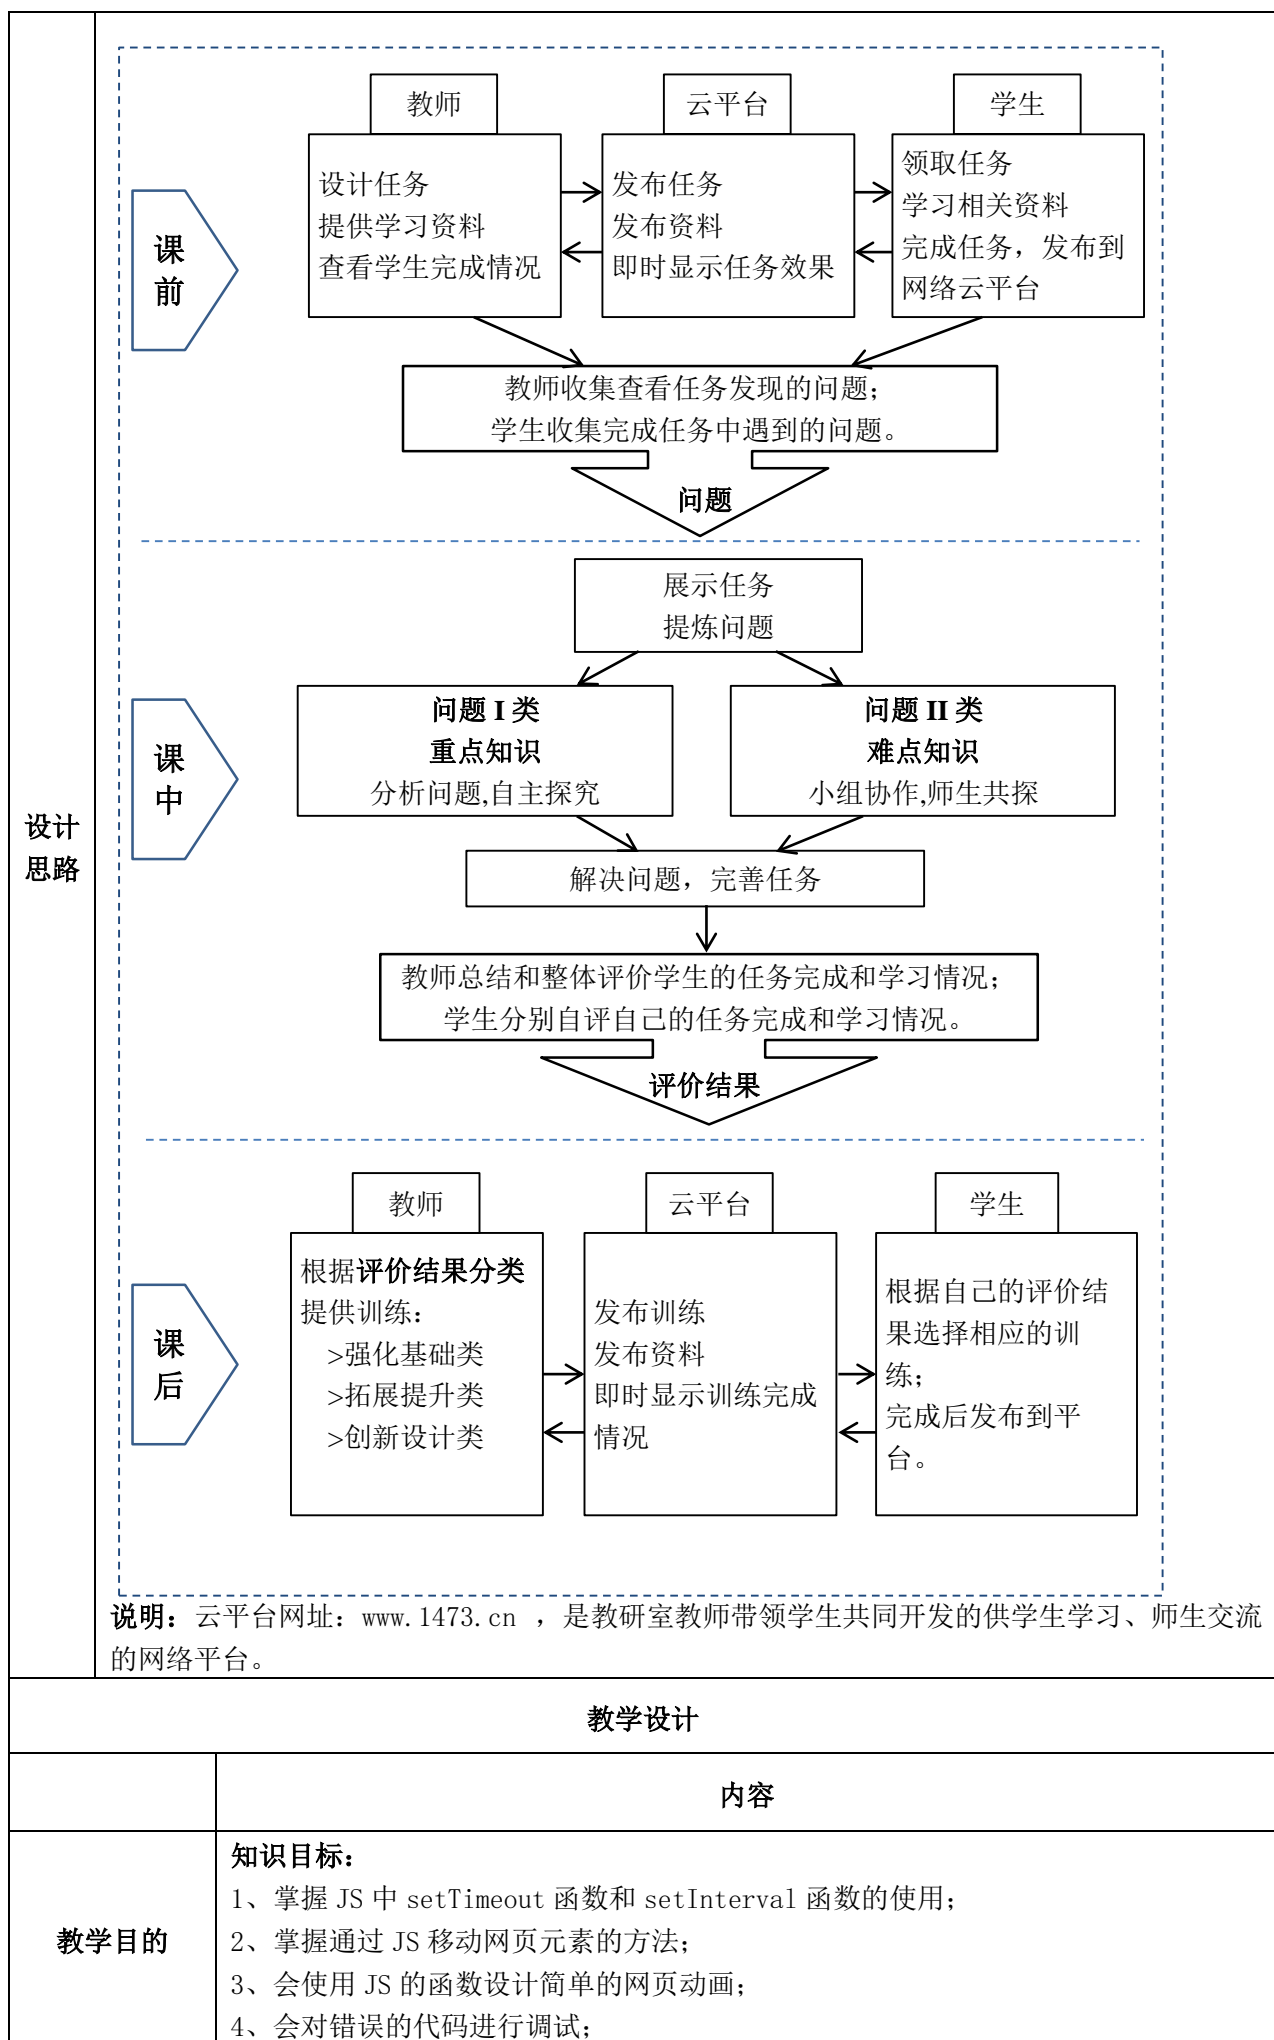 设计
思路
课
前
教师
云平台
学生
设计任务
提供学习资料
查看学生完成情况
发布任务
发布资料
即时显示任务效果
领取任务
学习相关资料
完成任务，发布到
网络云平台
教师收集查看任务发现的问题；
学生收集完成任务中遇到的问题。
问题
课
中
展示任务
提炼问题
问题 I 类
重点知识
分析问题,自主探究
问题 II 类
难点知识
小组协作,师生共探
解决问题，完善任务
教师总结和整体评价学生的任务完成和学习情况；
学生分别自评自己的任务完成和学习情况。
评价结果
课
后
教师
云平台
学生
根据评价结果分类
提供训练：
>强化基础类
>拓展提升类
>创新设计类
发布训练
发布资料
即时显示训练完成
情况
根据自己的评价结
果选择相应的训
练；
完成后发布到平
台。
说明：云平台网址：www.1473.cn ，是教研室教师带领学生共同开发的供学生学习、师生交流
的网络平台。
教学设计
内容
教学目的
知识目标：
1、掌握 JS 中 setTimeout 函数和 setInterval 函数的使用；
2、掌握通过 JS 移动网页元素的方法；
3、会使用 JS 的函数设计简单的网页动画；
4、会对错误的代码进行调试；